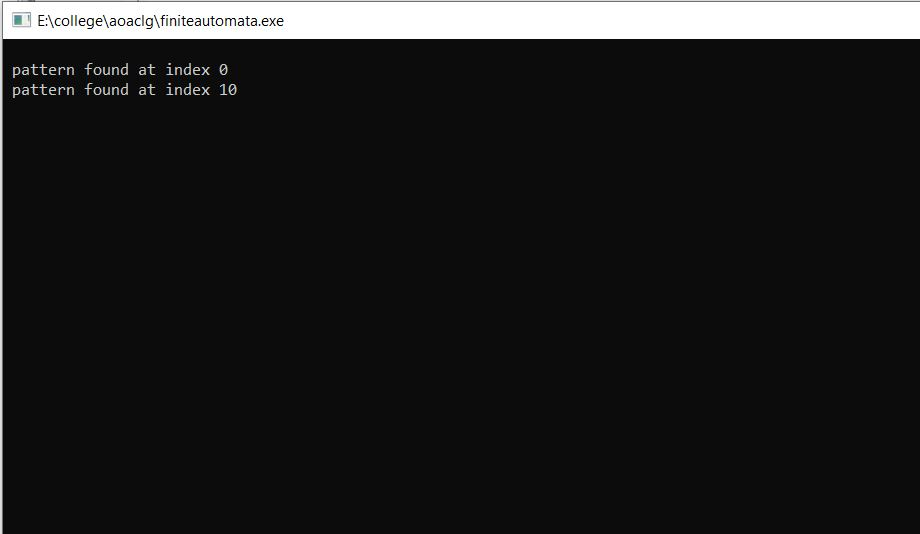 E:\college\aoaclg\finiteautomata.exe
pattern found at index 0
pattern found at index 10